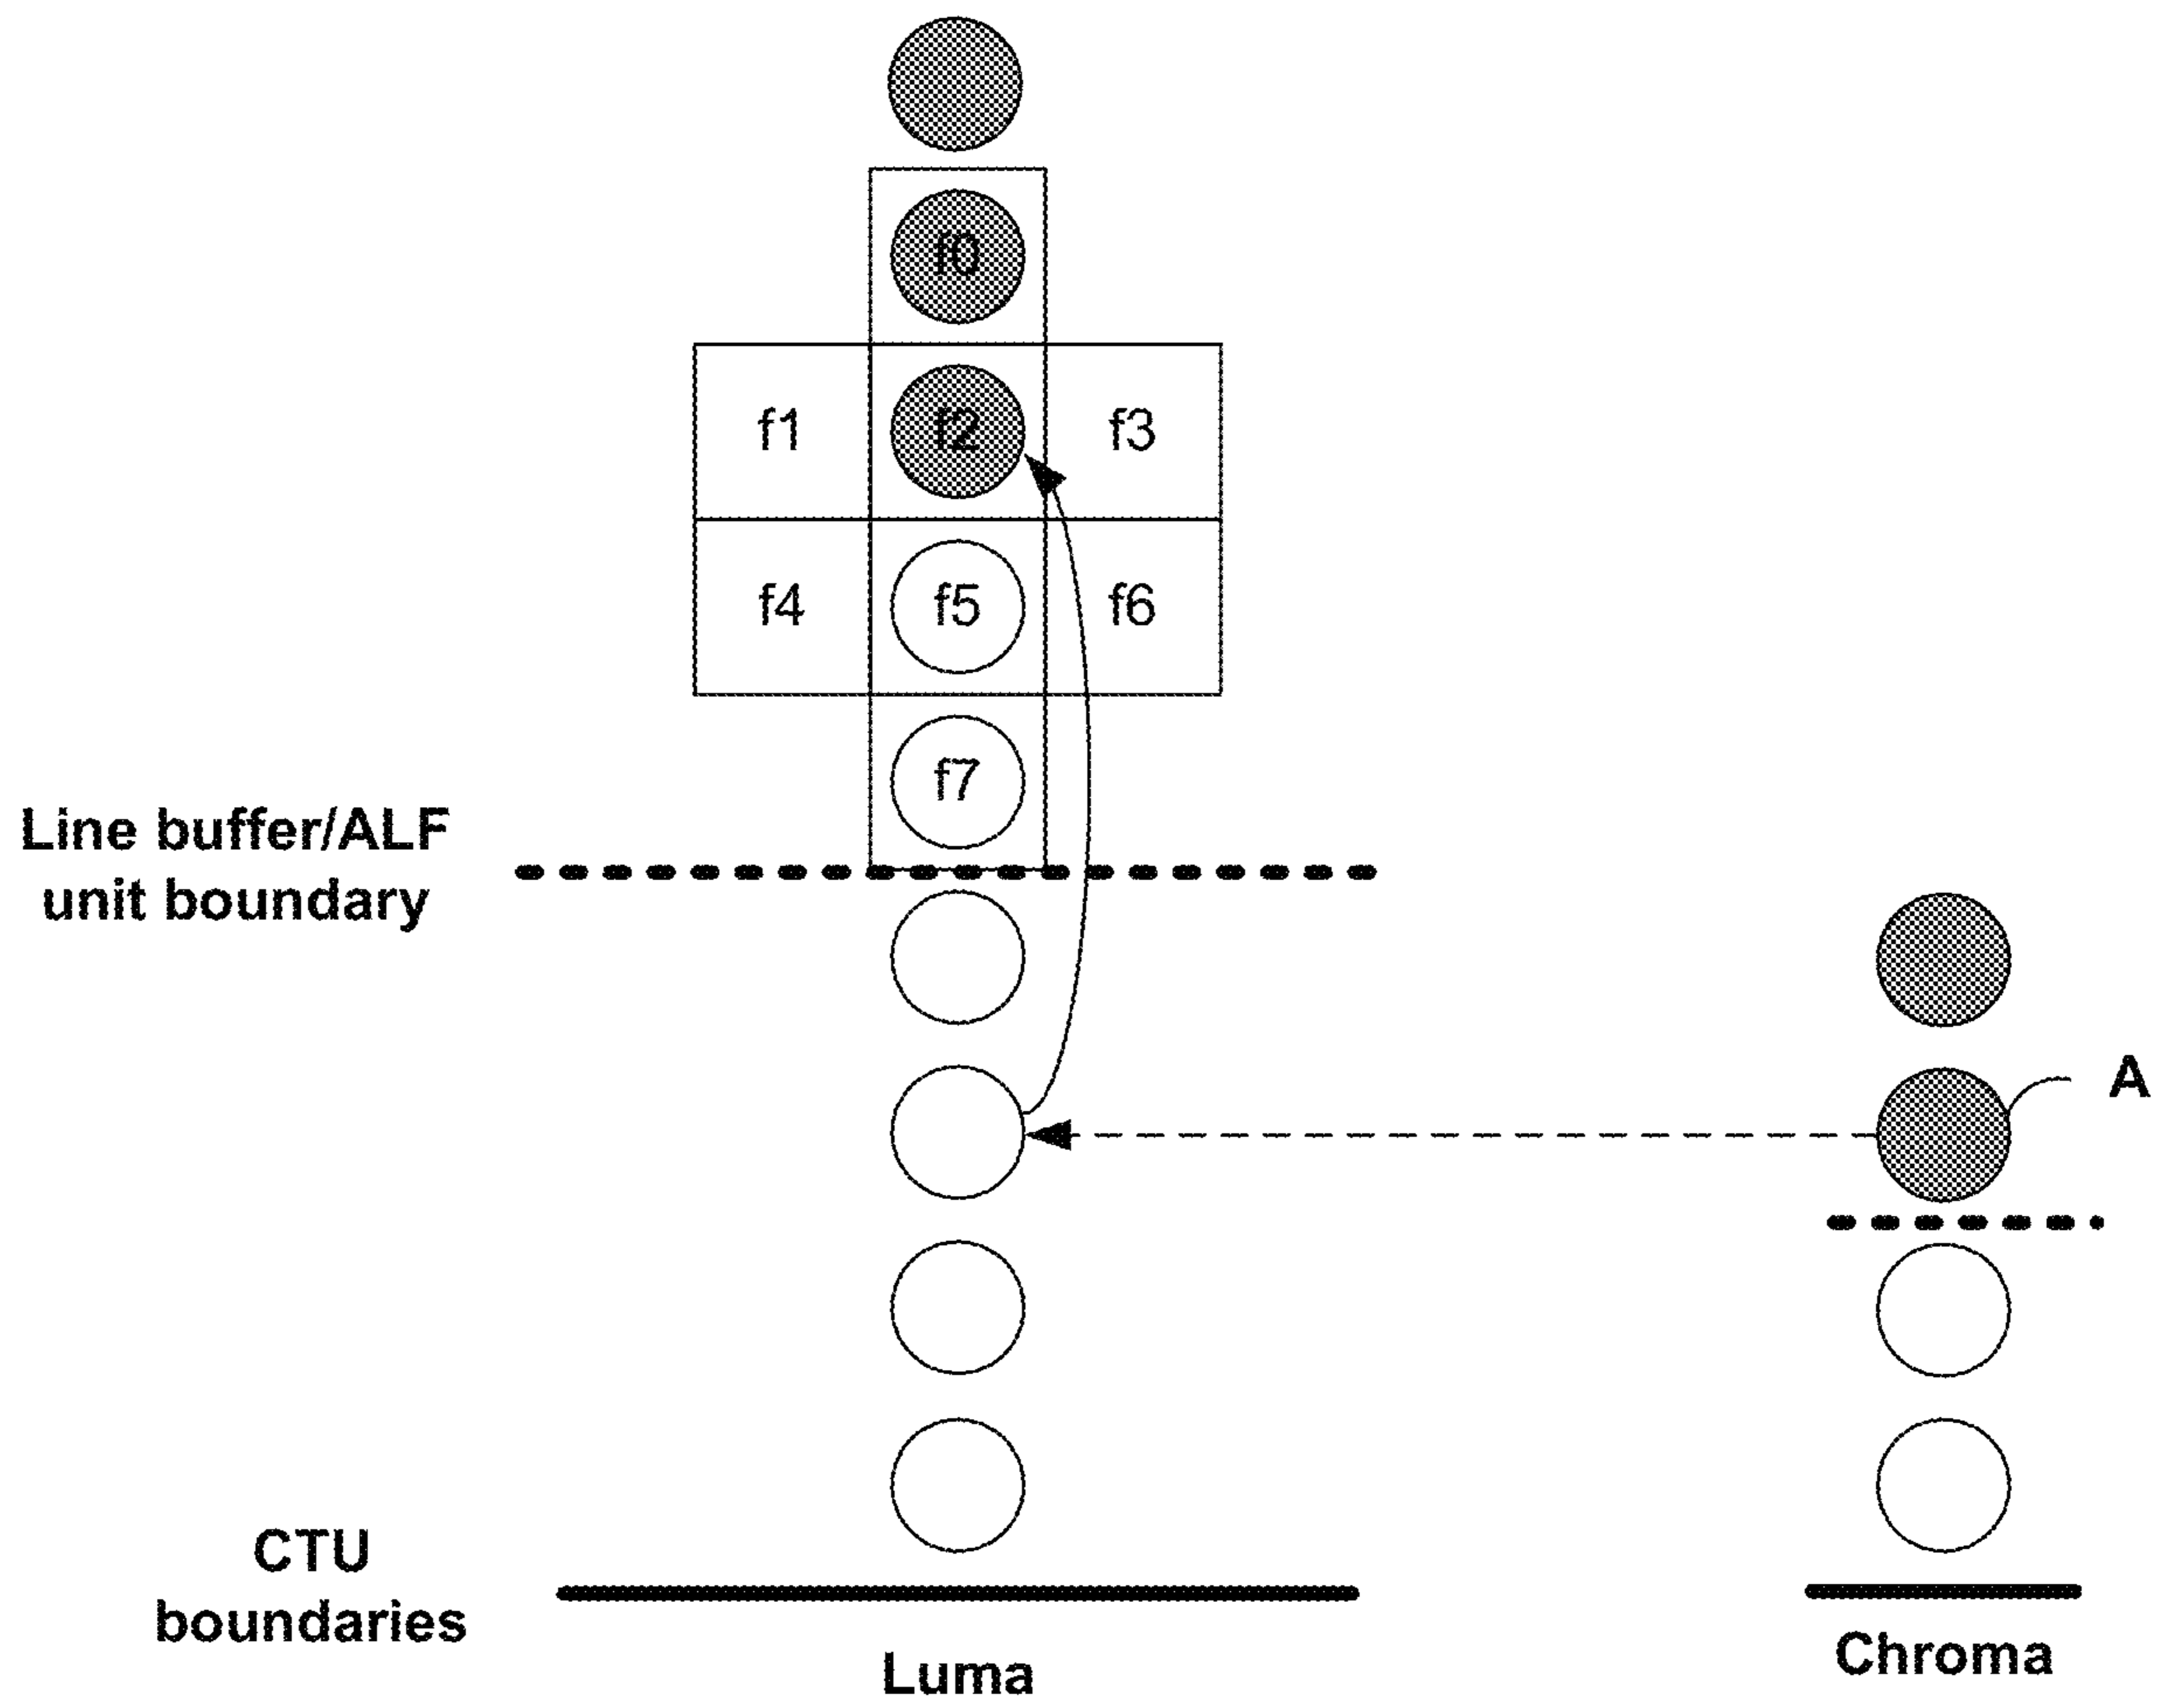 f0
f1 f2 f3
f4 f5 f6
f7
Line buffer/ALF
unit boundary
A
CTU
boundaries
Luma
Chroma